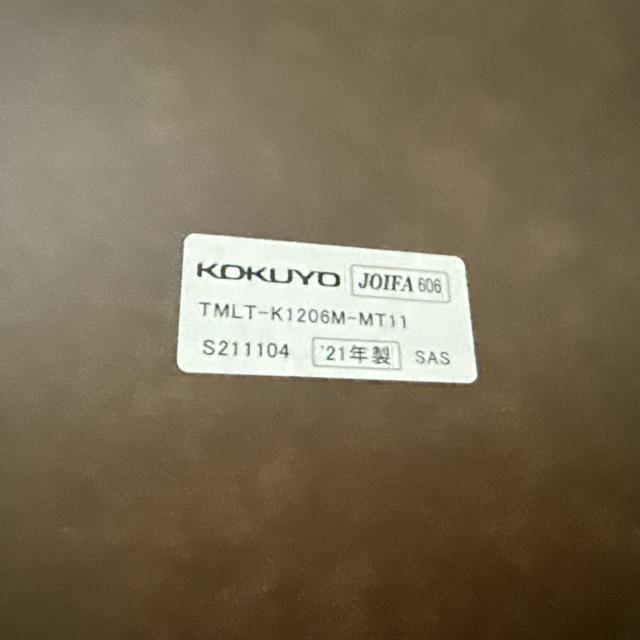 KOKUYO JOIFA 606
TMLT-K1206M-MT11
S211104 '21年製 SAS